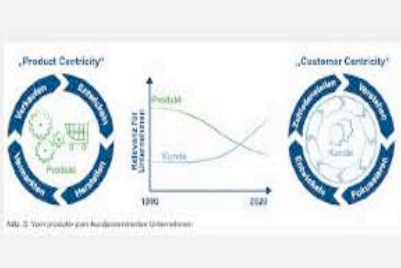 „Product Centricity"
Verkaufen
Entwickeln
Herstellen
Vermarkten
Produkt
Relevanz für
Unternehmen
Produkt
Kunde
1990
2020
„Customer Centricity"
Zufriedenstellen
Verstehen
Fokussieren
Entwickeln
Kunde
Abb. 2: Vom produkt- zum kundenzentrierten Unternehmen